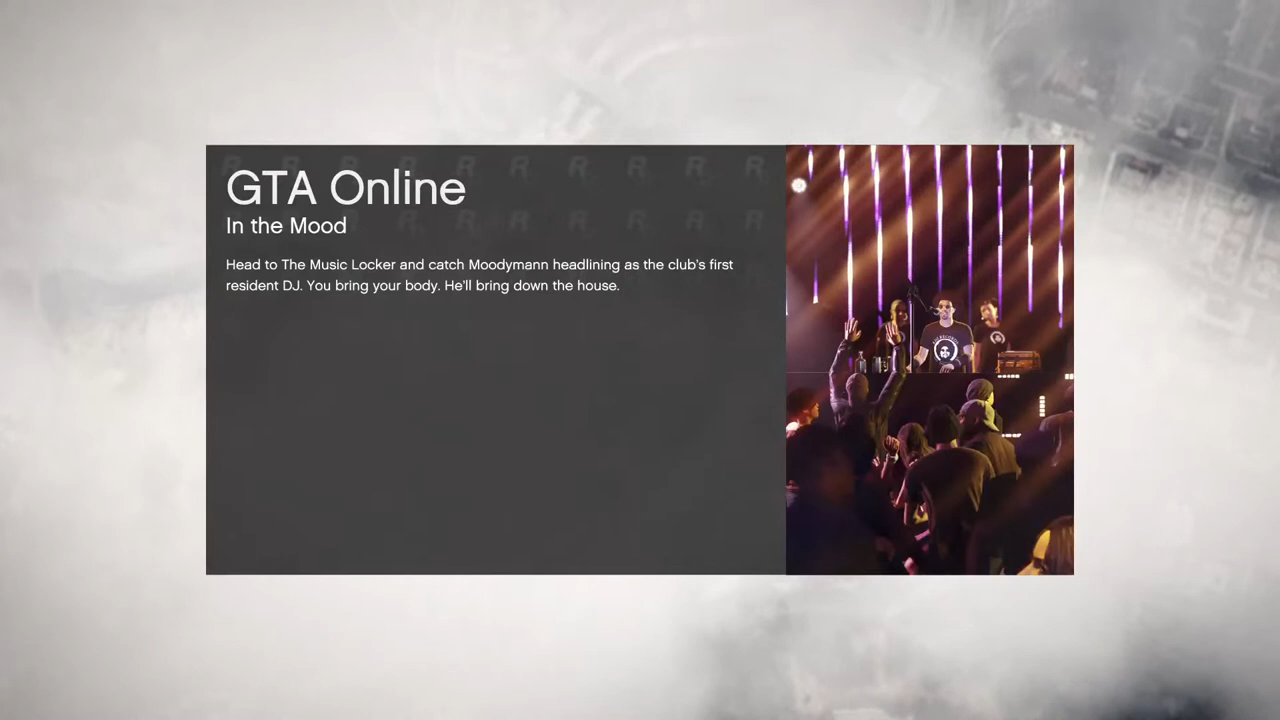 GTA Online
In the Mood
Head to The Music Locker and catch Moodymann headlining as the club's first
resident DJ. You bring your body. He'll bring down the house.